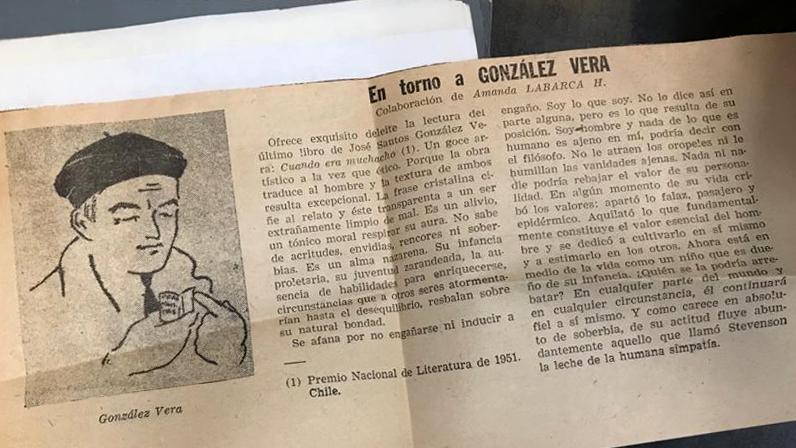 En torno a GONZÁLEZ VERA
Colaboración de Amanda LABARCA H.
Ofrece exquisito deleite la lectura del
último libro de José Santos González Ve-
ra: Cuando era muchacho (1). Un goce ar-
tístico a la vez que ético. Porque la obra
traduce al hombre y la textura de ambos
resulta excepcional. La frase cristalina ci-
ñe al relato y éste transparenta a un ser
extrañamente limpio de mal. Es un alivio,
un tónico moral respirar su aura. No sabe
de acritudes, envidias, rencores ni sober-
bias. Es un alma nazarena. Su infancia
proletaria, su juventud zarandeada, la au-
sencia de habilidades para enriquecerse,
circunstancias que a otros seres atormenta-
rían hasta el desequilibrio, resbalan sobre
su natural bondad.
Se afana por no engañarse ni inducir a
(1) Premio Nacional de Literatura de 1951.
Chile.
engaño. Soy lo que soy. No lo dice así en
parte alguna, pero es lo que resulta de su
posición. Soy hombre y nada de lo que es
humano es ajeno en mí, podría decir con
el filósofo. No le atraen los oropeles ni le
humillan las vanidades ajenas. Nada ni na-
die podría rebajar el valor de su persona-
lidad. En algún momento de su vida cri-
bó los valores: apartó lo falaz, pasajero y
epidérmico. Aquilató lo que fundamental-
mente constituye el valor esencial del hom-
bre y se dedicó a cultivarlo en sí mismo
y a estimarlo en los otros. Ahora está en
medio de la vida como un niño que es due-
ño de su infancia. ¿Quién se la podría arre-
batar? En cualquier parte del mundo y
en cualquier circunstancia, él continuará
fiel a sí mismo. Y como carece en absolu-
to de soberbia, de su actitud fluye abun-
dantemente aquello que llamó Stevenson
la leche de la humana simpatía.
González Vera